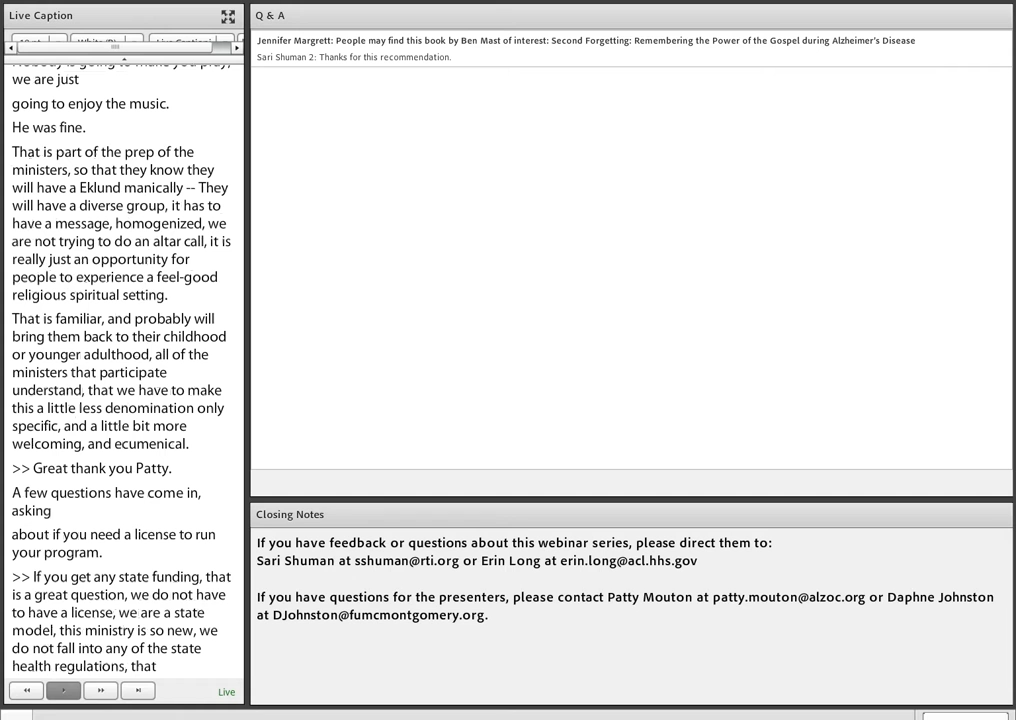 Live Caption
Nobody is going to make you play,
we are just
going to enjoy the music.
He was fine.
That is part of the prep of the
ministers, so that they know they
will have a Eklund manically -- They
will have a diverse group, it has to
have a message, homogenized, we
are not trying to do an altar call, it is
really just an opportunity for
people to experience a feel-good
religious spiritual setting.
That is familiar, and probably will
bring them back to their childhood
or younger adulthood, all of the
ministers that participate
understand, that we have to make
this a little less denomination only
specific, and a little bit more
welcoming, and ecumenical.
>> Great thank you Patty.
A few questions have come in,
asking
about if you need a license to run
your program.
>> If you get any state funding, that
is a great question, we do not have
to have a license, we are a state
model, this ministry is so new, we
do not fall into any of the state
health regulations, that
Live
Q & A
Jennifer Margrett: People may find this book by Ben Mast of interest: Second Forgetting: Remembering the Power of the Gospel during Alzheimer's Disease
Sari Shuman 2: Thanks for this recommendation.
Closing Notes
If you have feedback or questions about this webinar series, please direct them to:
Sari Shuman at sshuman@rti.org or Erin Long at erin.long@acl.hhs.gov
If you have questions for the presenters, please contact Patty Mouton at patty.mouton@alzoc.org or Daphne Johnston
at DJohnston@fumcmontgomery.org.